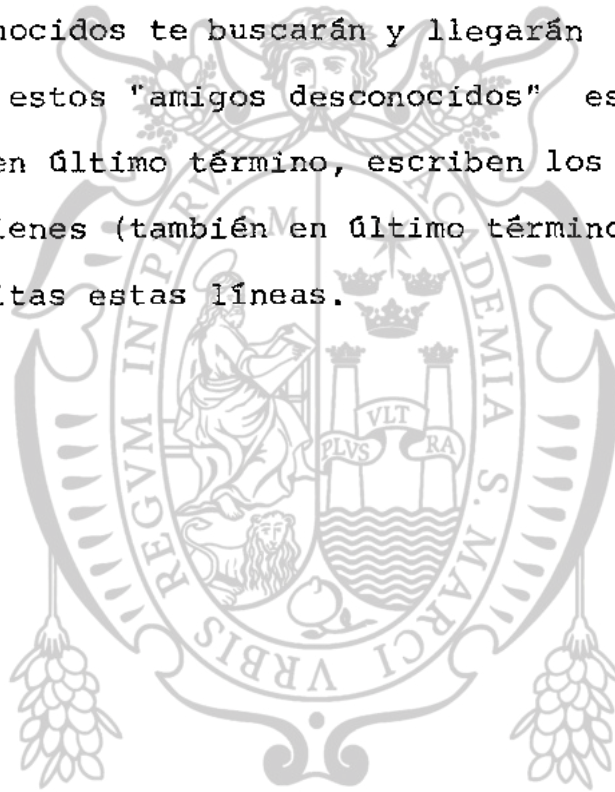 nocidos te buscarán y llegarán
estos "amigos desconocidos" es
en último término, escriben los
ienes (también en último término
itas estas líneas.
ACADEMIA S. MARCI VRBIS REGVM IN PERV.
S M
PLVS VLT RA